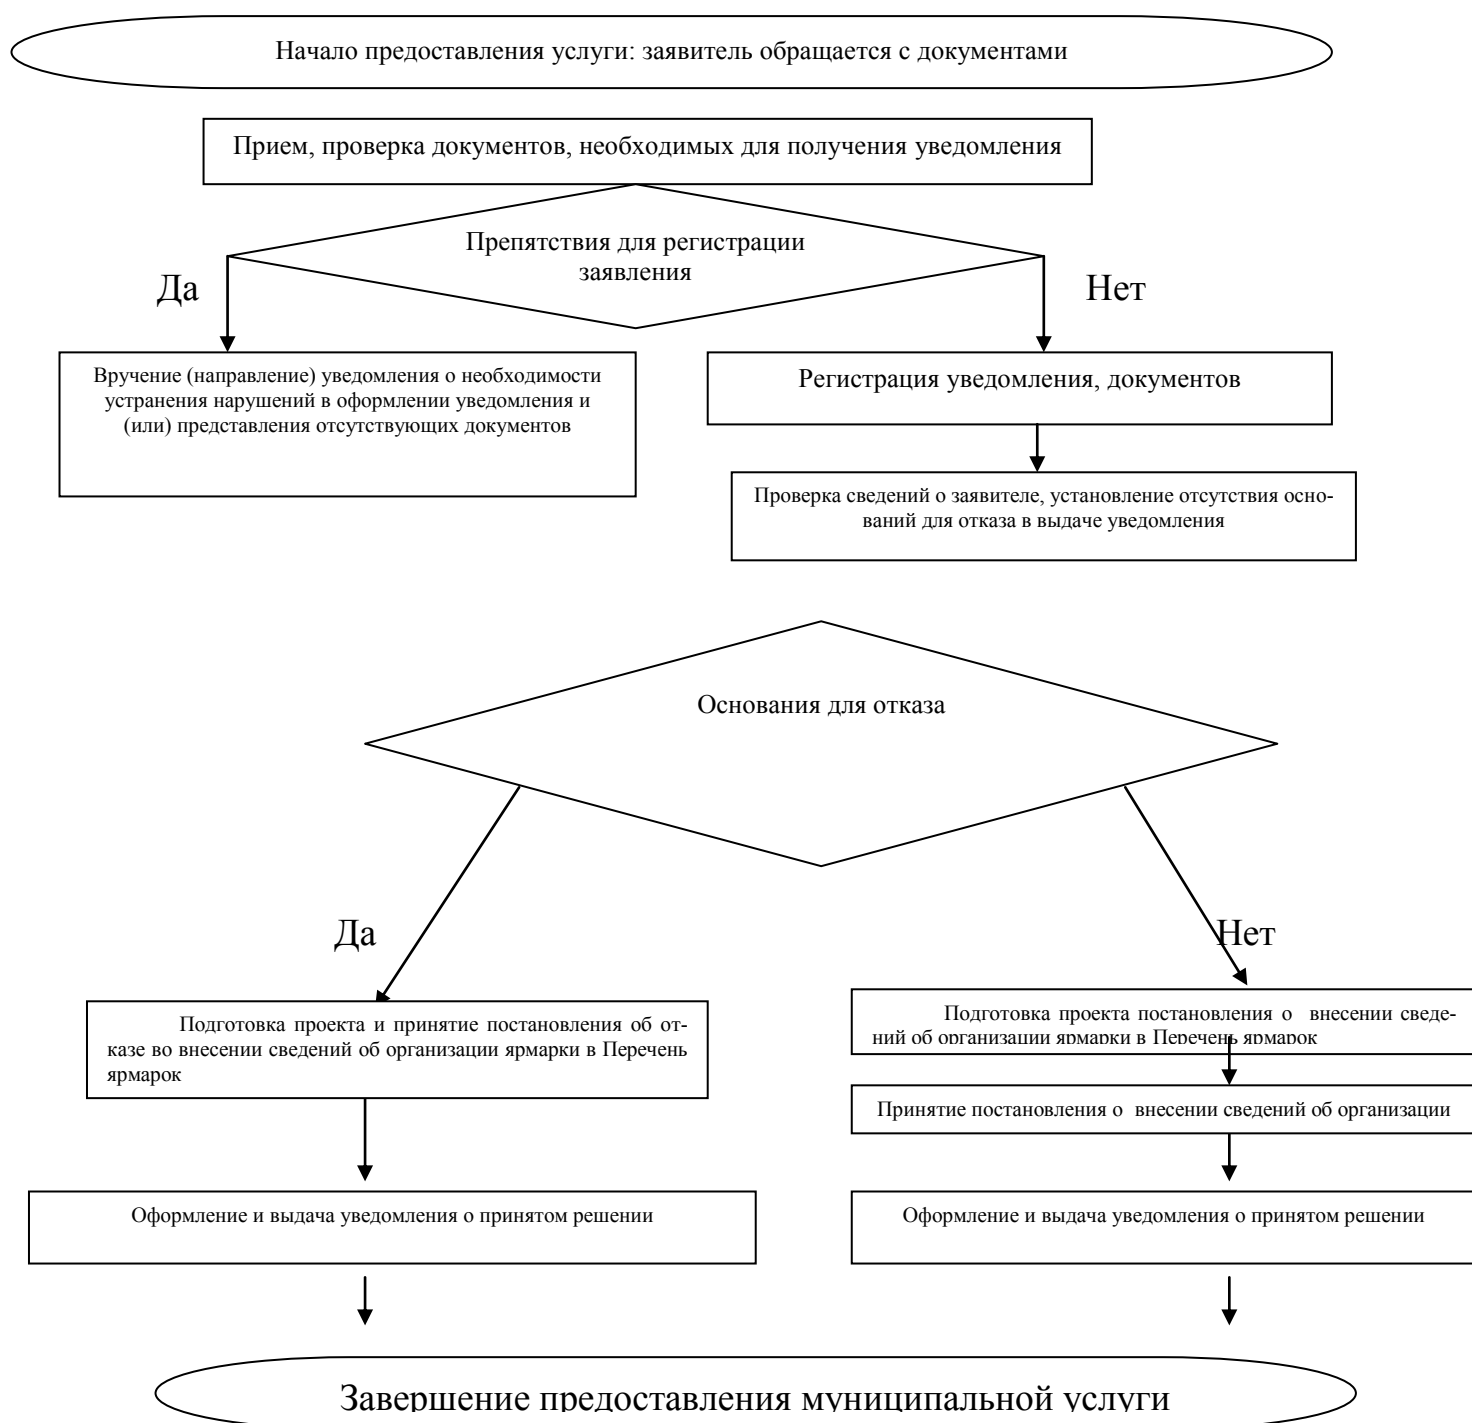 Начало предоставления услуги: заявитель обращается с документами
Прием, проверка документов, необходимых для получения уведомления
Препятствия для регистрации
заявления
Да
Нет
Вручение (направление) уведомления о необходимости
устранения нарушений в оформлении уведомления и
(или) представления отсутствующих документов
Регистрация уведомления, документов
Проверка сведений о заявителе, установление отсутствия осно-
ваний для отказа в выдаче уведомления
Основания для отказа
Да
Нет
Подготовка проекта и принятие постановления об от-
казе во внесении сведений об организации ярмарки в Перечень
ярмарок
Подготовка проекта постановления о внесении сведе-
ний об организации ярмарки в Перечень ярмарок
Принятие постановления о внесении сведений об организации
Оформление и выдача уведомления о принятом решении
Оформление и выдача уведомления о принятом решении
Завершение предоставления муниципальной услуги